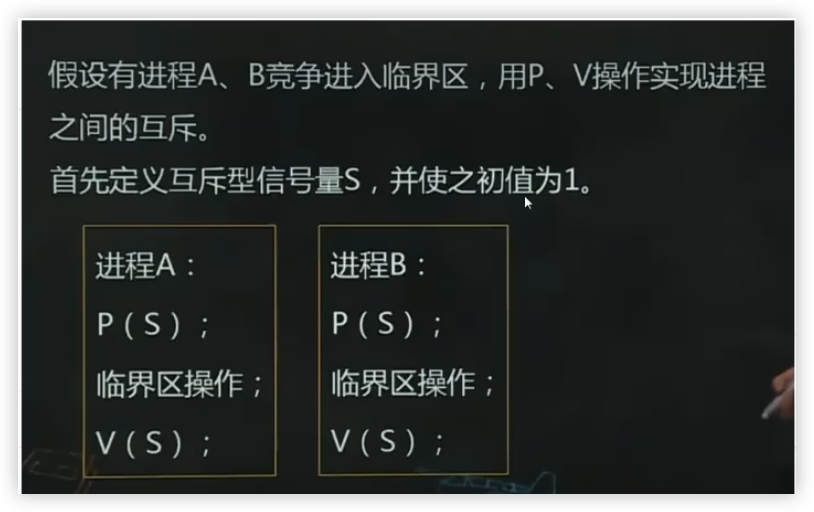 假设有进程A、B竞争进入临界区，用P、V操作实现进程
之间的互斥。
首先定义互斥型信号量S，并使之初值为1。
进程A：
P（S）；
临界区操作；
V（S）；
进程B：
P（S）；
临界区操作；
V（S）；